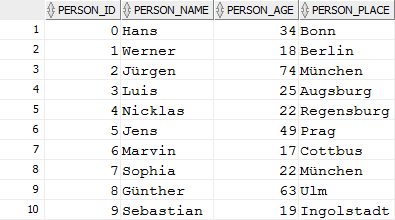 PERSON_ID PERSON_NAME PERSON_AGE PERSON_PLACE
1 0 Hans 34 Bonn
2 1 Werner 18 Berlin
3 2 Jürgen 74 München
4 3 Luis 25 Augsburg
5 4 Nicklas 22 Regensburg
6 5 Jens 49 Prag
7 6 Marvin 17 Cottbus
8 7 Sophia 22 München
9 8 Günther 63 Ulm
10 9 Sebastian 19 Ingolstadt